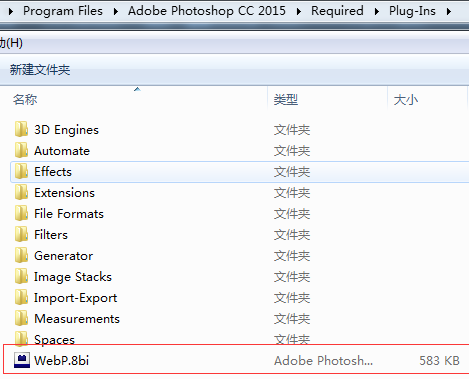 Program Files Adobe Photoshop CC 2015 Required Plug-Ins
助(H)
新建文件夹
名称 类型 大小
3D Engines 文件夹
Automate 文件夹
Effects 文件夹
Extensions 文件夹
File Formats 文件夹
Filters 文件夹
Generator 文件夹
Image Stacks 文件夹
Import-Export 文件夹
Measurements 文件夹
Spaces 文件夹
WebP.8bi Adobe Photosh... 583 KB